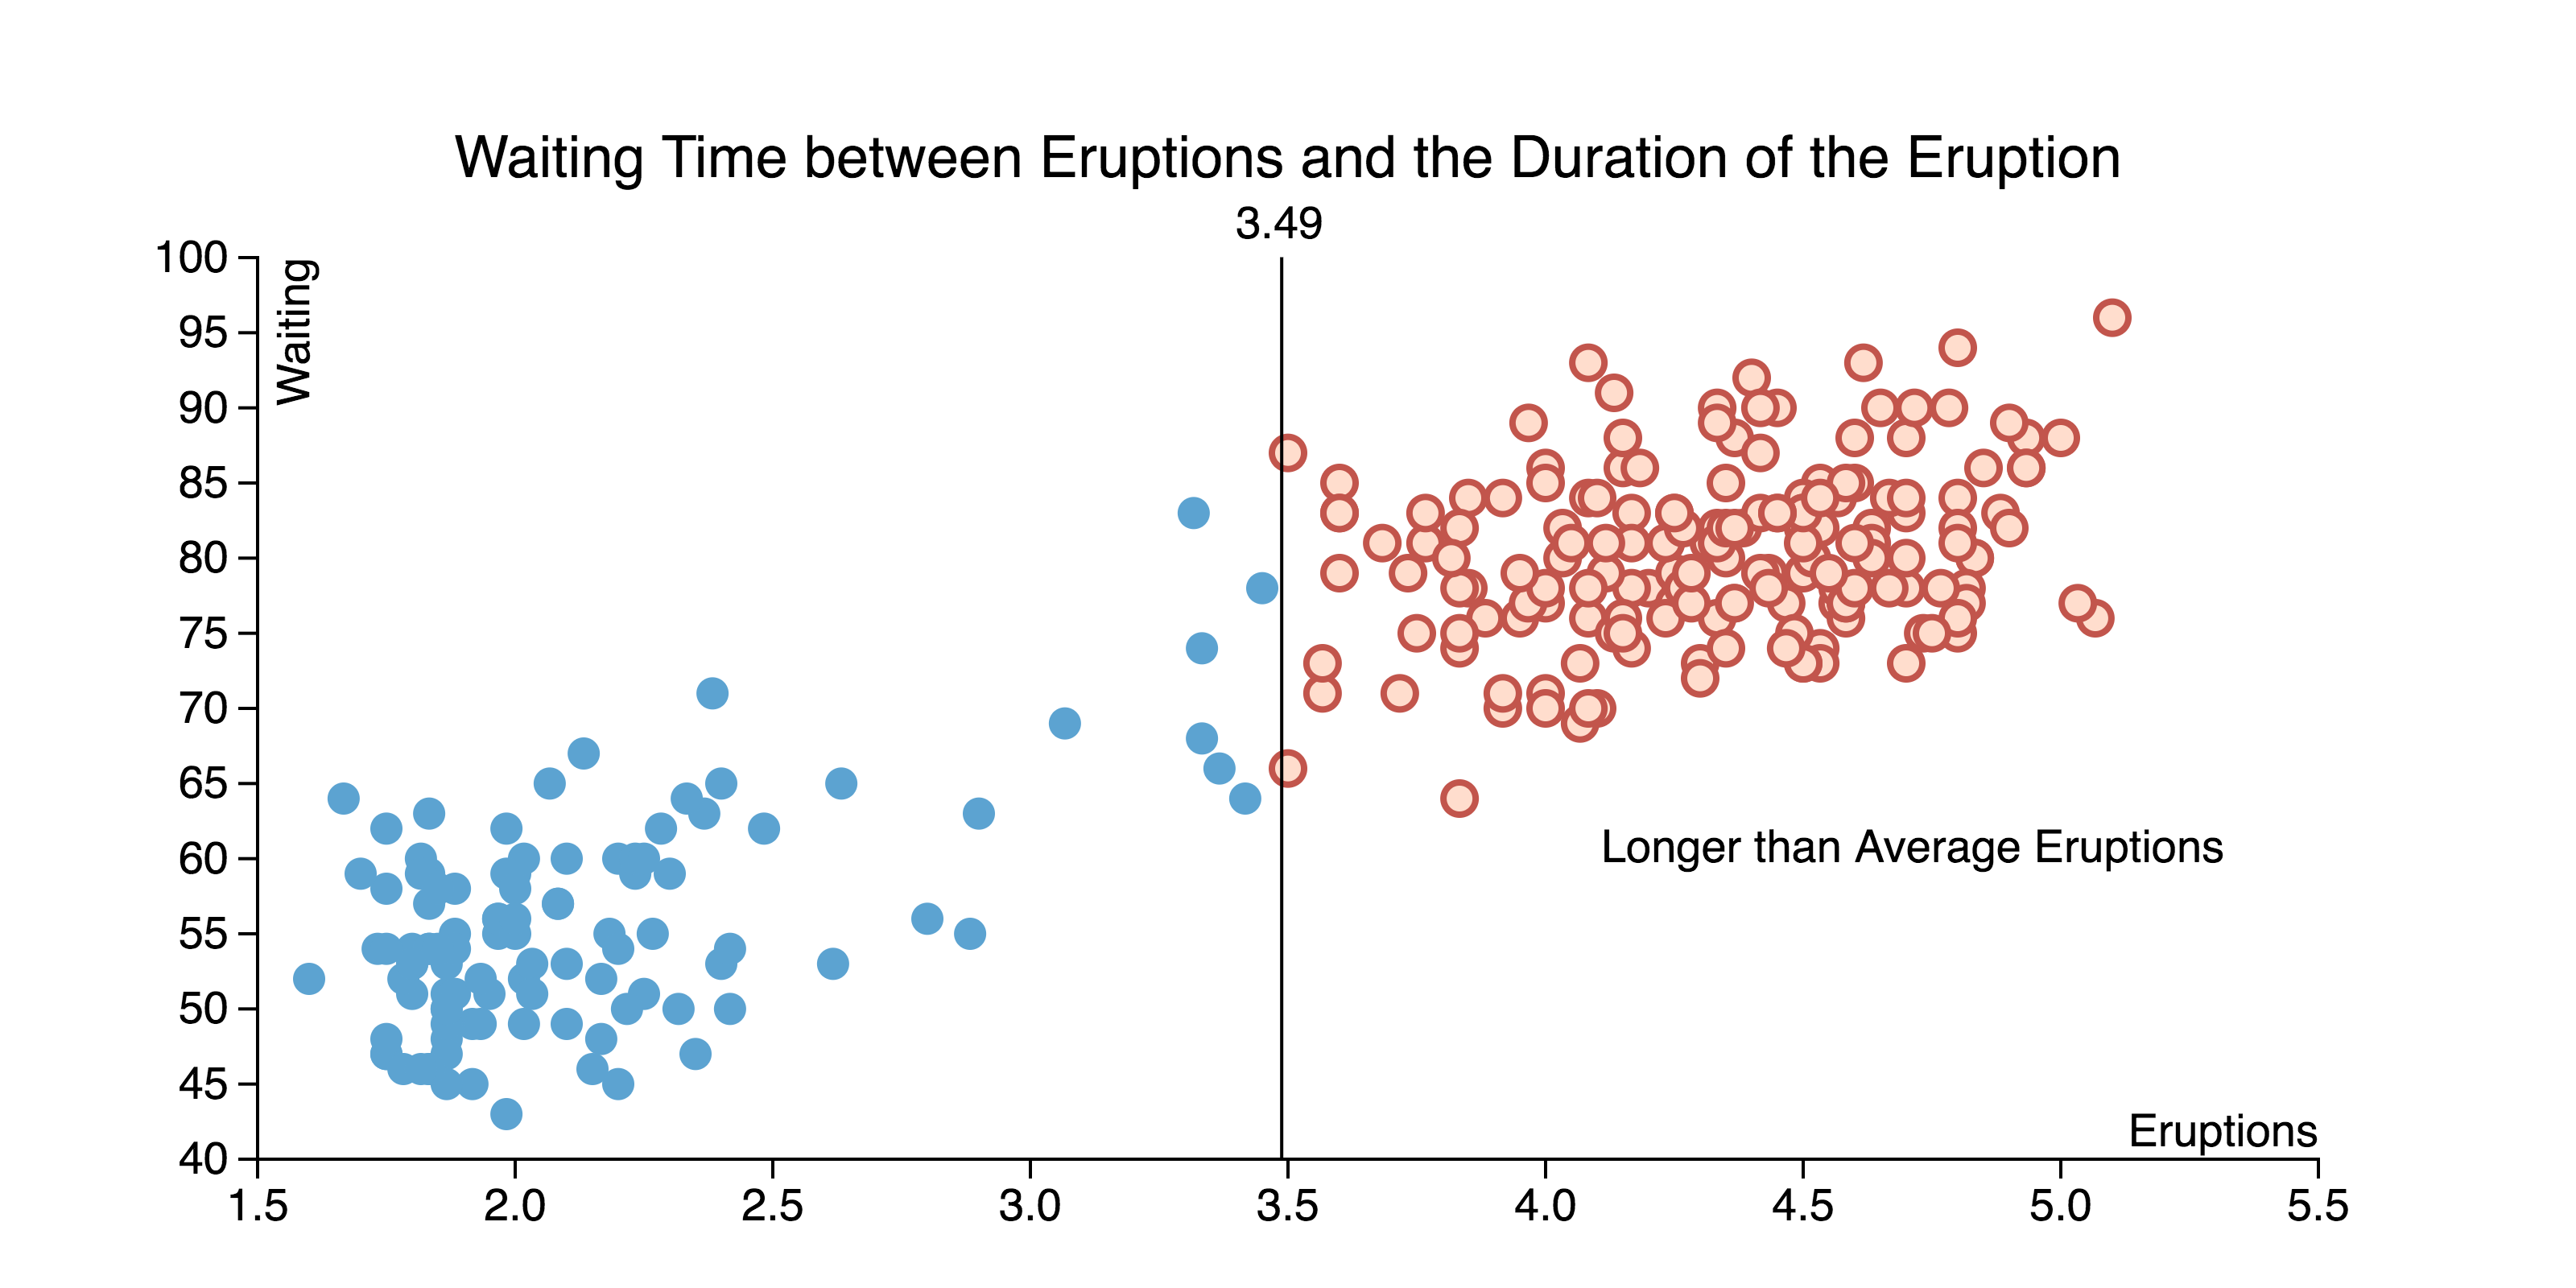 Waiting Time between Eruptions and the Duration of the Eruption
3.49
100
95
90
85
80
75
70
65
60
55
50
45
40
Waiting
Longer than Average Eruptions
Eruptions
1.5 2.0 2.5 3.0 3.5 4.0 4.5 5.0 5.5